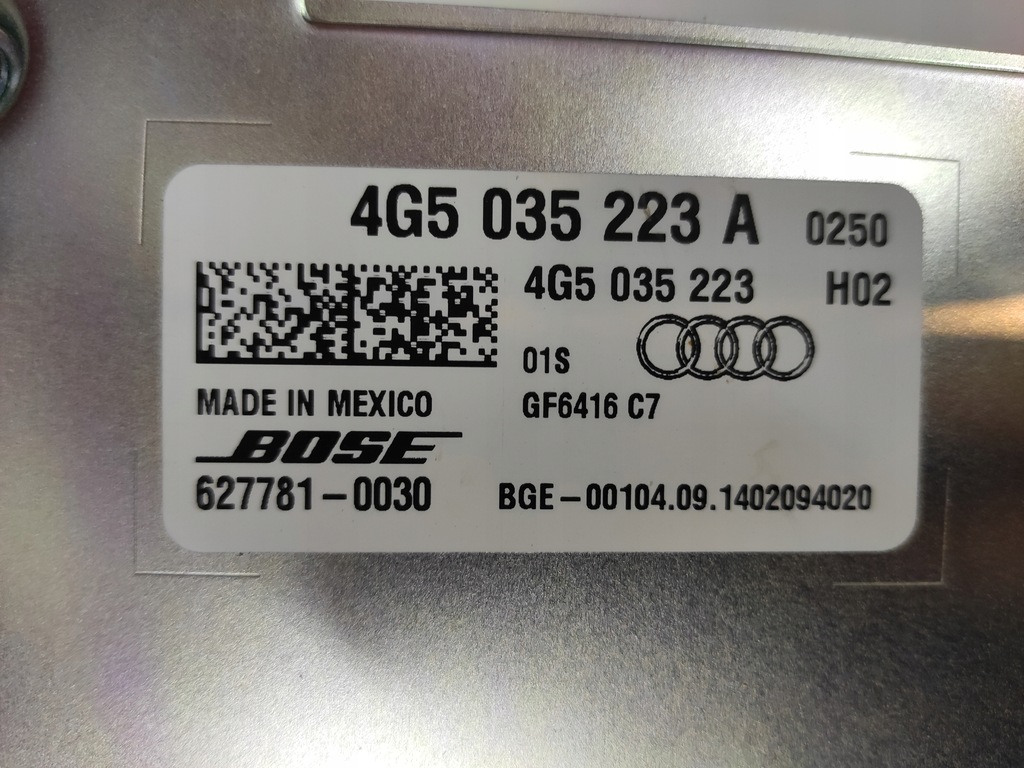 4G5 035 223 A 0250
4G5 035 223 H02
01S
MADE IN MEXICO GF6416 C7
BOSE
627781-0030 BGE-00104.09.1402094020